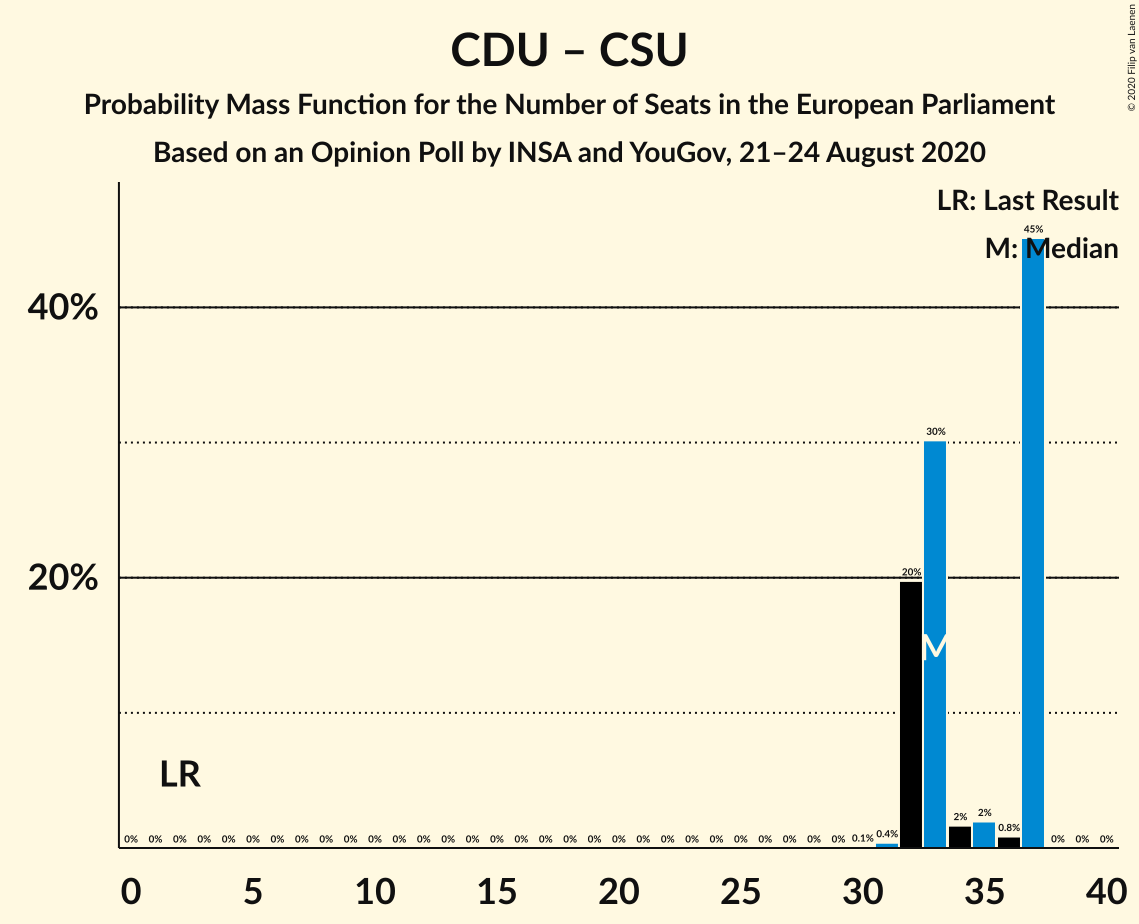 CDU – CSU
Probability Mass Function for the Number of Seats in the European Parliament
Based on an Opinion Poll by INSA and YouGov, 21–24 August 2020
© 2020 Filip van Laenen
LR: Last Result
45%
M: Median
40%
30%
20%
20%
M
LR
0% 0% 0% 0% 0% 0% 0% 0% 0% 0% 0% 0% 0% 0% 0% 0% 0% 0% 0% 0% 0% 0% 0% 0% 0% 0% 0% 0% 0% 0% 0.1% 0.4% 2% 2% 0.8% 0% 0% 0%
0 5 10 15 20 25 30 35 40